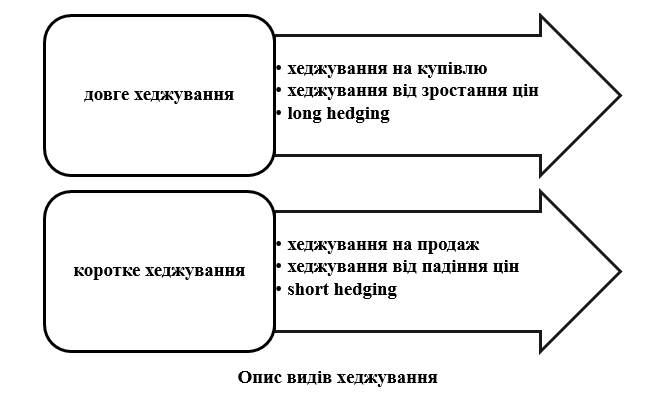 довге хеджування
• хеджування на купівлю
• хеджування від зростання цін
• long hedging
коротке хеджування
• хеджування на продаж
• хеджування від падіння цін
• short hedging
Опис видів хеджування